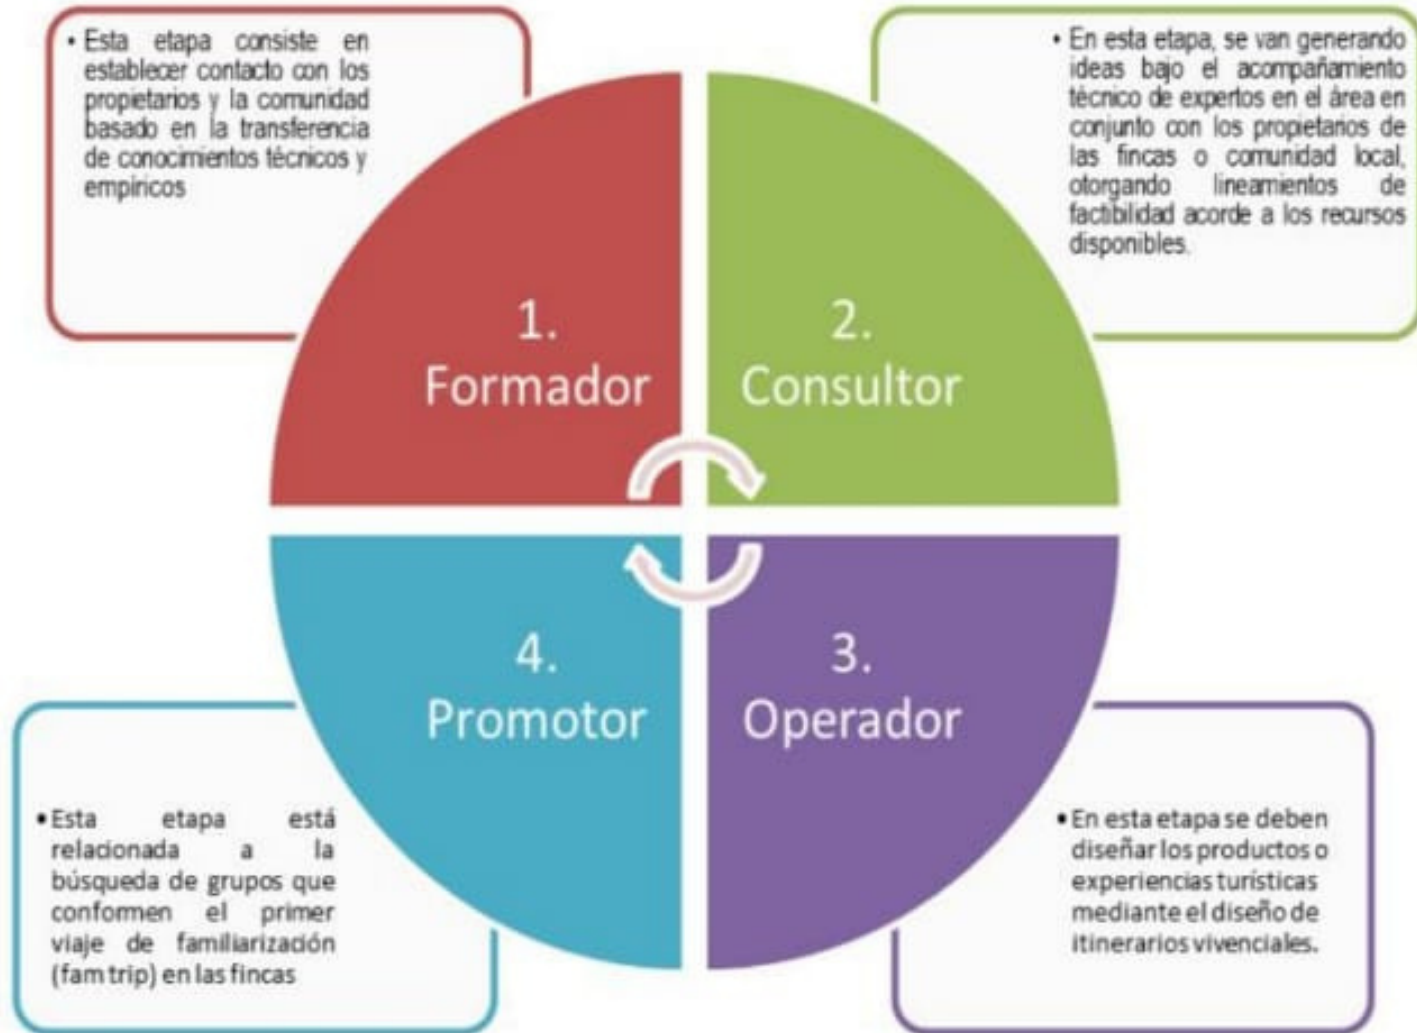 • Esta etapa consiste en
establecer contacto con los
propietarios y la comunidad
basado en la transferencia
de conocimientos técnicos y
empíricos
• En esta etapa, se van generando
ideas bajo el acompañamiento
técnico de expertos en el área en
conjunto con los propietarios de
las fincas o comunidad local,
otorgando lineamientos de
factibilidad acorde a los recursos
disponibles.
1.
Formador
2.
Consultor
4.
Promotor
3.
Operador
• Esta etapa está
relacionada a la
búsqueda de grupos que
conformen el primer
viaje de familiarización
(fam trip) en las fincas
• En esta etapa se deben
diseñar los productos o
experiencias turísticas
mediante el diseño de
itinerarios vivenciales.